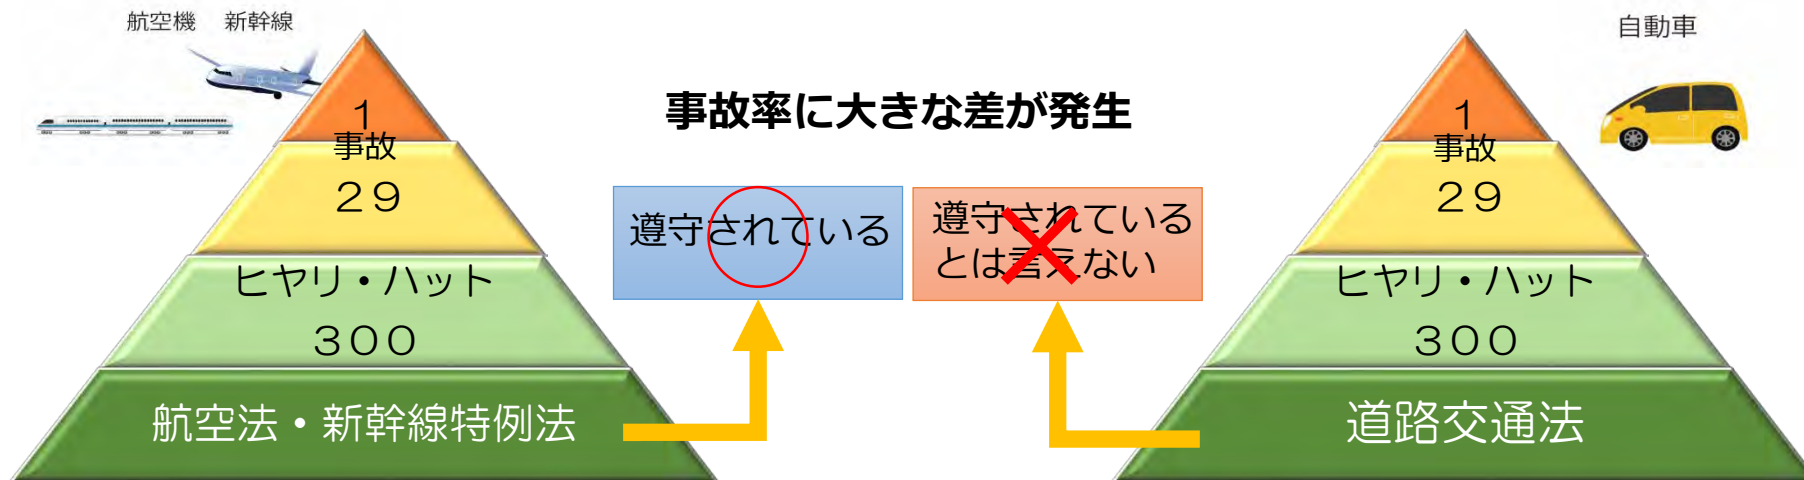 航空機　新幹線
1
事故
２９
ヒヤリ・ハット
３００
航空法・新幹線特例法
事故率に大きな差が発生
遵守されている
遵守されている
とは言えない
自動車
1
事故
２９
ヒヤリ・ハット
３００
道路交通法